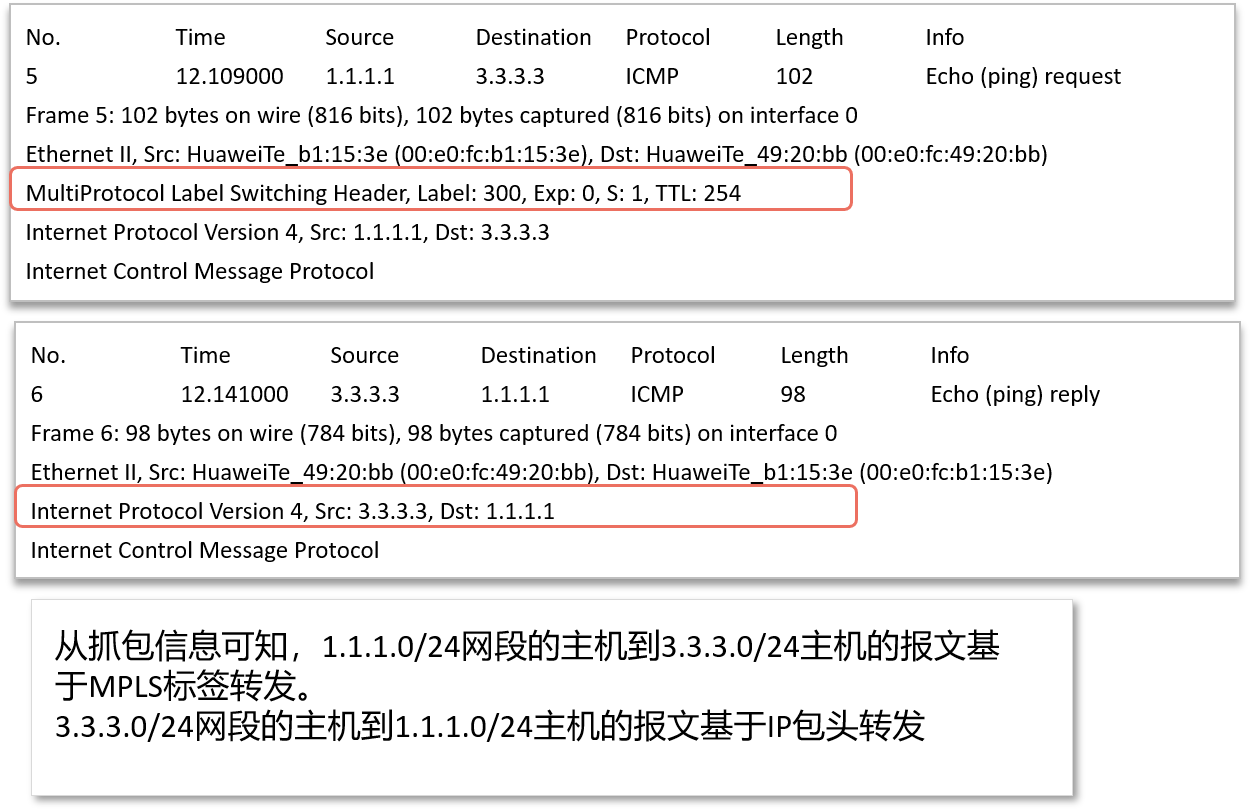 No. Time Source Destination Protocol Length Info
5 12.109000 1.1.1.1 3.3.3.3 ICMP 102 Echo (ping) request
Frame 5: 102 bytes on wire (816 bits), 102 bytes captured (816 bits) on interface 0
Ethernet II, Src: HuaweiTe_b1:15:3e (00:e0:fc:b1:15:3e), Dst: HuaweiTe_49:20:bb (00:e0:fc:49:20:bb)
MultiProtocol Label Switching Header, Label: 300, Exp: 0, S: 1, TTL: 254
Internet Protocol Version 4, Src: 1.1.1.1, Dst: 3.3.3.3
Internet Control Message Protocol
No. Time Source Destination Protocol Length Info
6 12.141000 3.3.3.3 1.1.1.1 ICMP 98 Echo (ping) reply
Frame 6: 98 bytes on wire (784 bits), 98 bytes captured (784 bits) on interface 0
Ethernet II, Src: HuaweiTe_49:20:bb (00:e0:fc:49:20:bb), Dst: HuaweiTe_b1:15:3e (00:e0:fc:b1:15:3e)
Internet Protocol Version 4, Src: 3.3.3.3, Dst: 1.1.1.1
Internet Control Message Protocol
从抓包信息可知，1.1.1.0/24网段的主机到3.3.3.0/24主机的报文基
于MPLS标签转发。
3.3.3.0/24网段的主机到1.1.1.0/24主机的报文基于IP包头转发